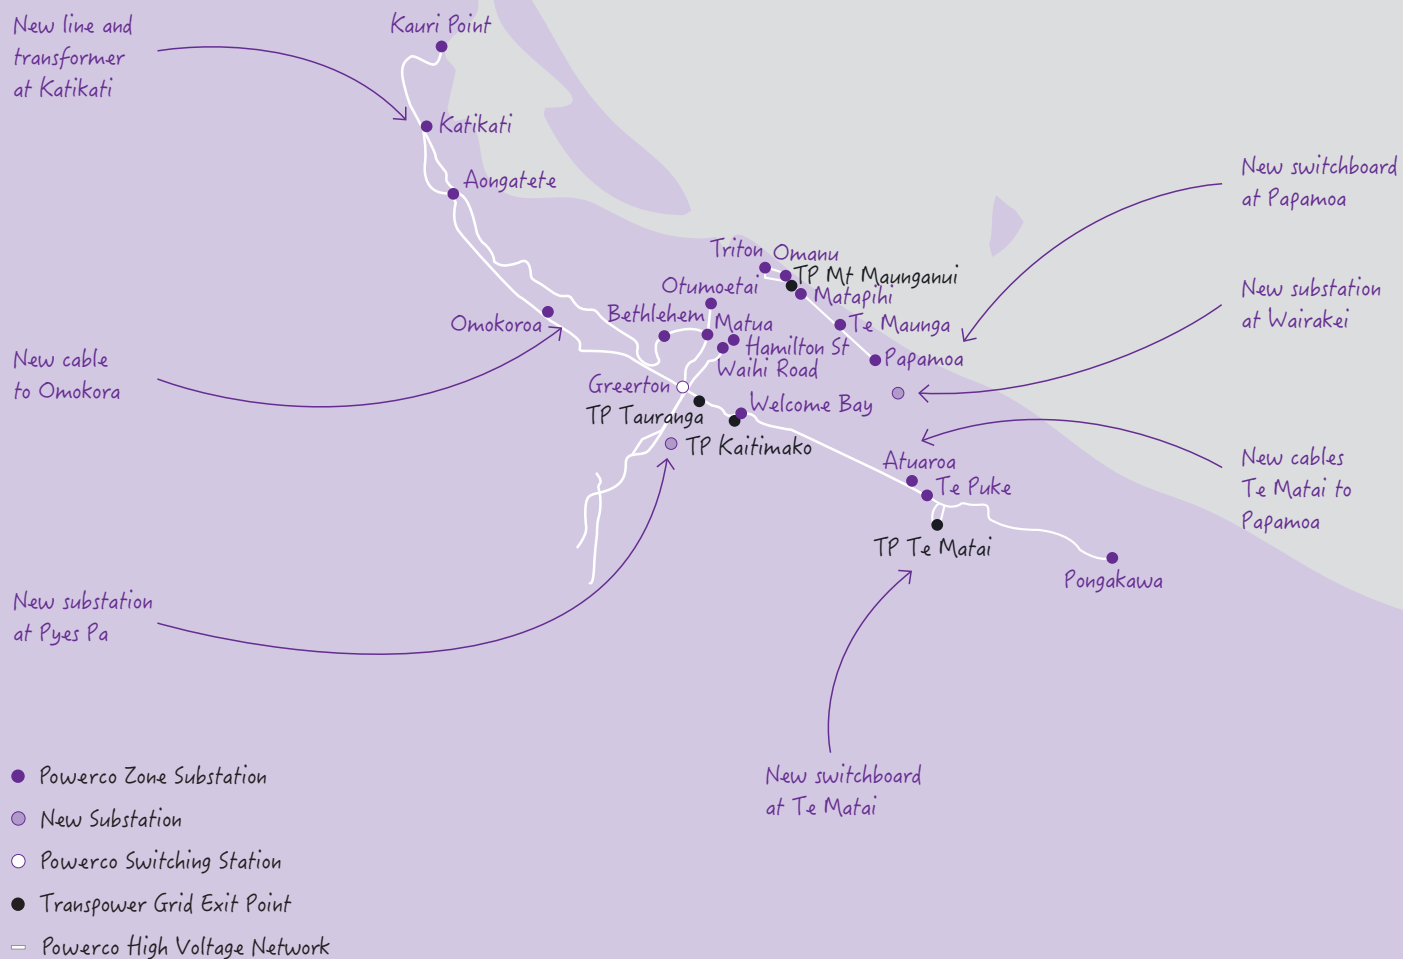 New line and
transformer
at Katikati
Kauri Point
Katikati
Aongatete
New switchboard
at Papamoa
Triton
Omanu
TP Mt Maunganui
Otumoetai
Matapihi
New substation
at Wairakei
Bethlehem
Matua
Te Maunga
Omokoroa
Hamilton St
Papamoa
Waihi Road
New cable
to Omokora
Greerton
TP Tauranga
Welcome Bay
TP Kaitimako
Atuaroa
Te Puke
New cables
Te Matai to
Papamoa
TP Te Matai
Pongakawa
New substation
at Pyes Pa
New switchboard
at Te Matai
Powerco Zone Substation
New Substation
Powerco Switching Station
Transpower Grid Exit Point
Powerco High Voltage Network